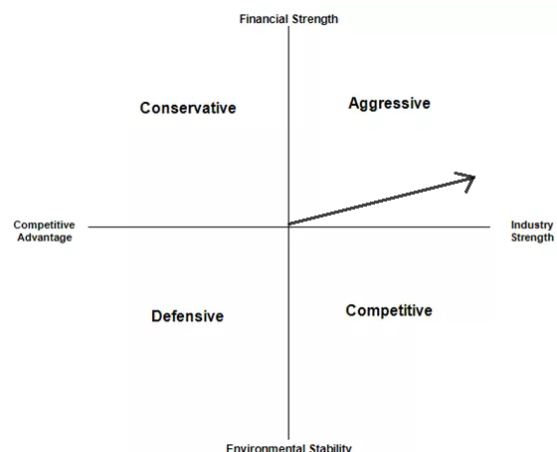 Financial Strength
Conservative
Aggressive
Competitive
Advantage
Industry
Strength
Defensive
Competitive
Environmental Stability